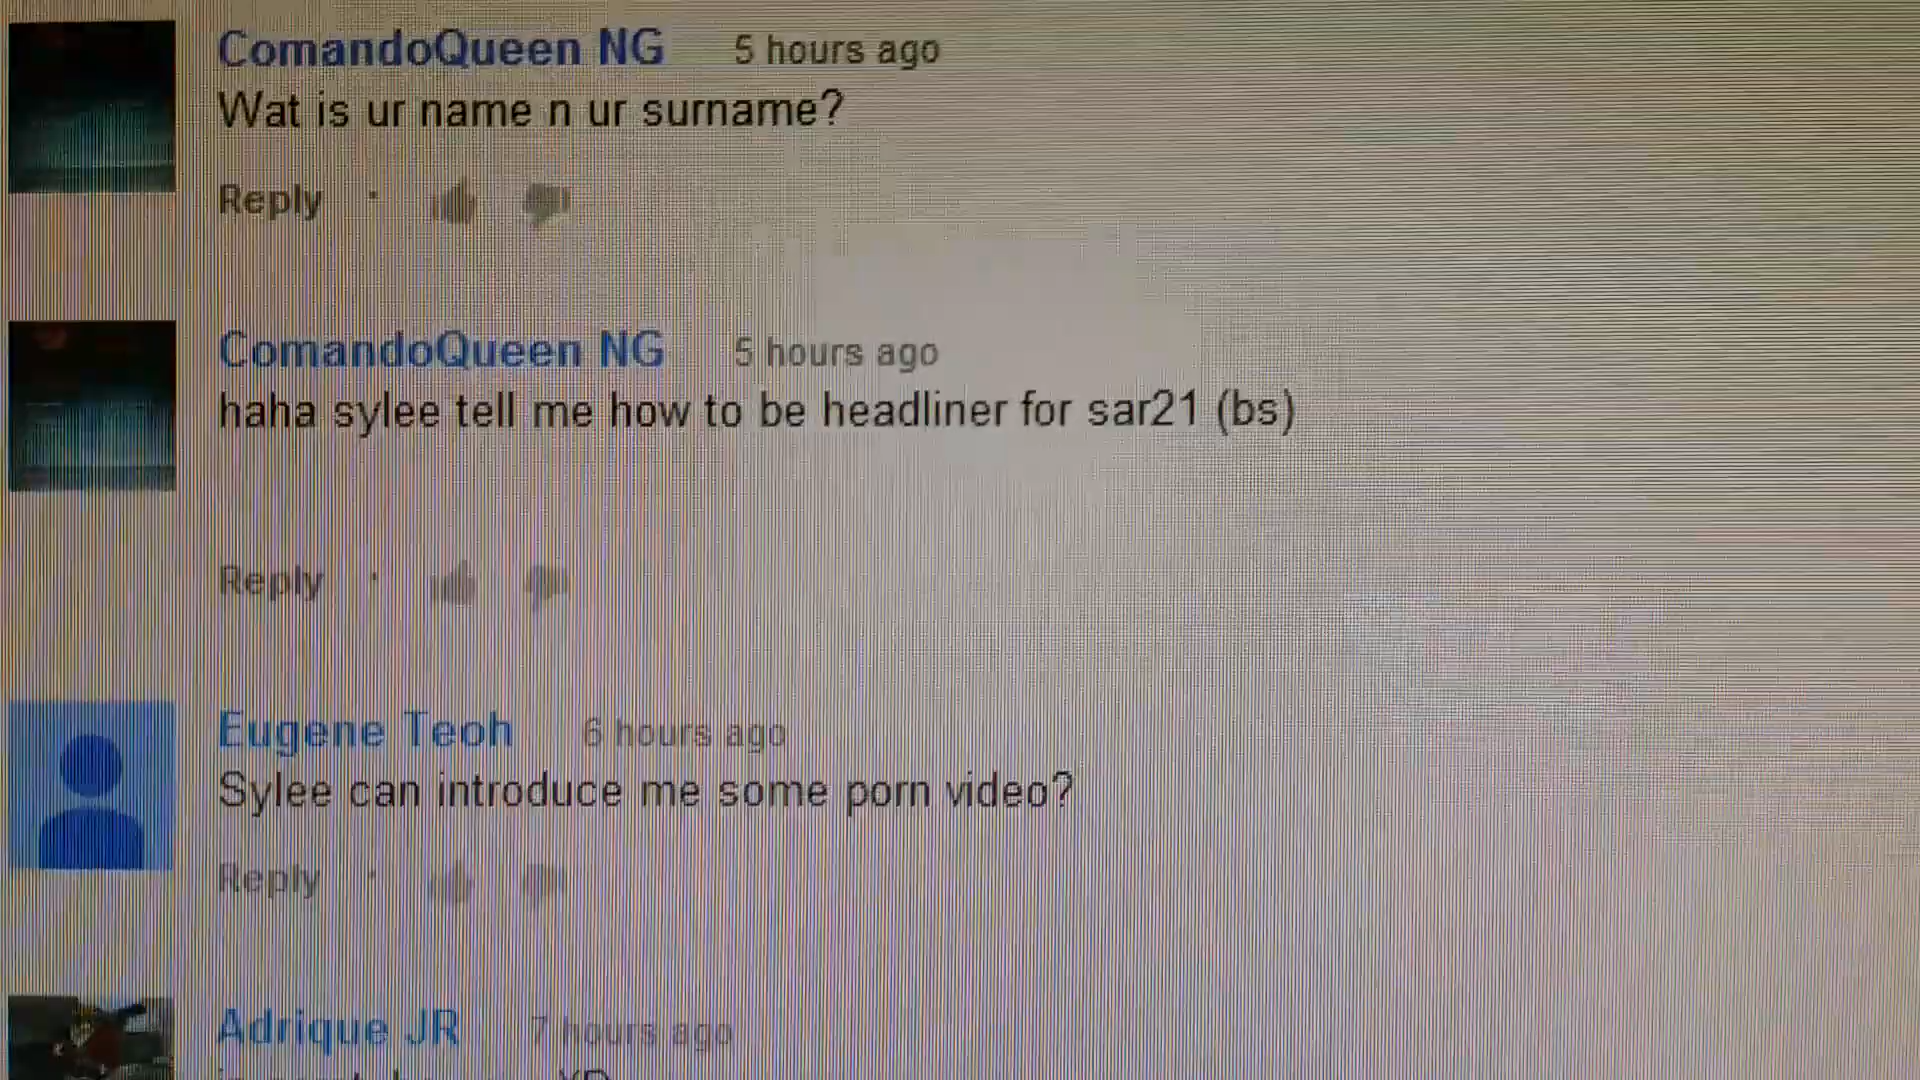 ComandoQueen NG 5 hours ago
Wat is ur name n ur surname?
Reply ·
ComandoQueen NG 5 hours ago
haha sylee tell me how to be headliner for sar21 (bs)
Reply ·
Eugene Teoh 6 hours ago
Sylee can introduce me some porn video?
Reply ·
Adrique JR 7 hours ago
XD